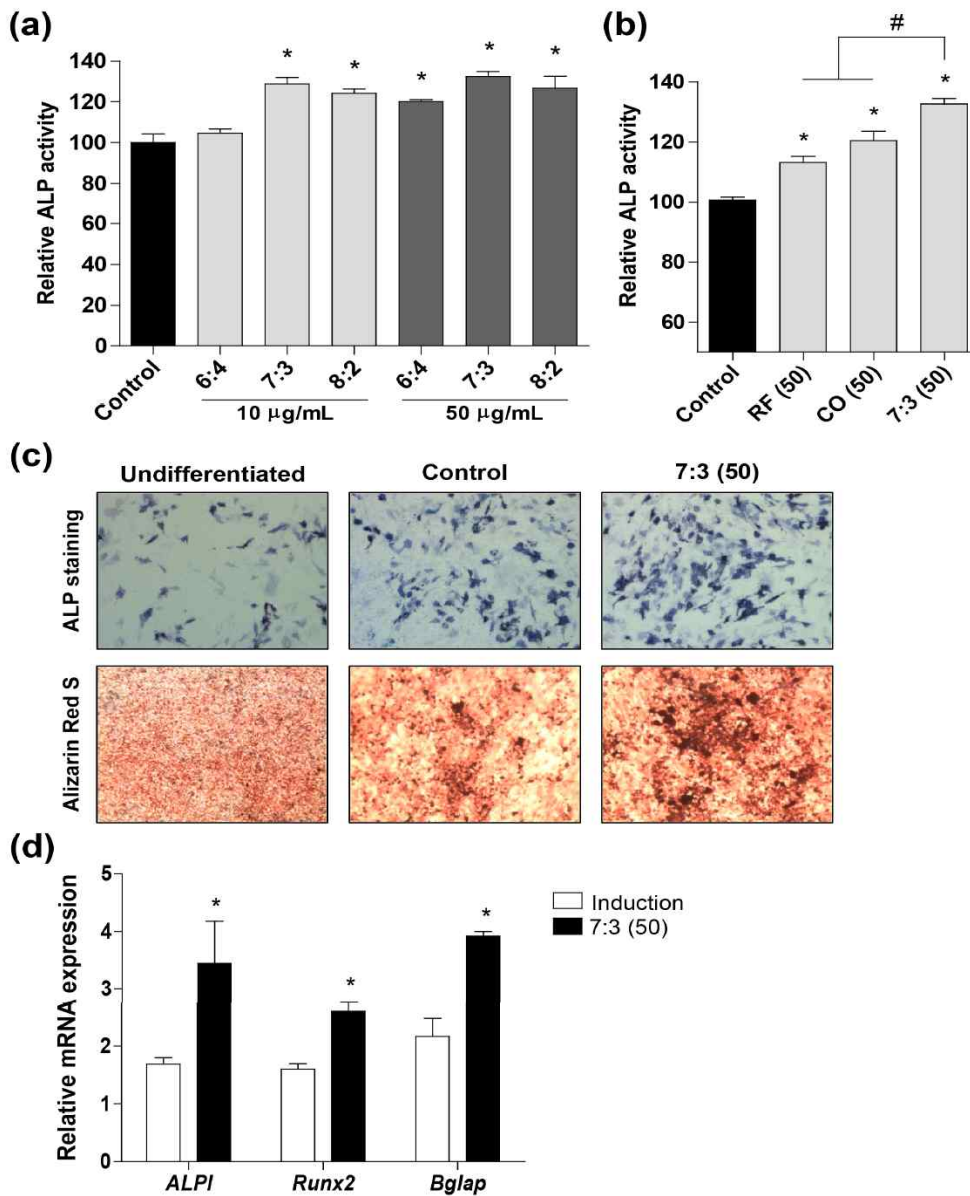 (a)
Relative ALP activity
140
120
100
80
60
40
20
0
* * * * *
Control 6:4 7:3 8:2 6:4 7:3 8:2
10 μg/mL 50 μg/mL
(b)
Relative ALP activity
140
120
100
80
60
#
* * *
Control RF (50) CO (50) 7:3 (50)
(c)
Undifferentiated Control 7:3 (50)
ALP staining
Alizarin Red S
(d)
Relative mRNA expression
5
4
3
2
1
0
* * *
ALPI Runx2 Bglap
Induction
7:3 (50)